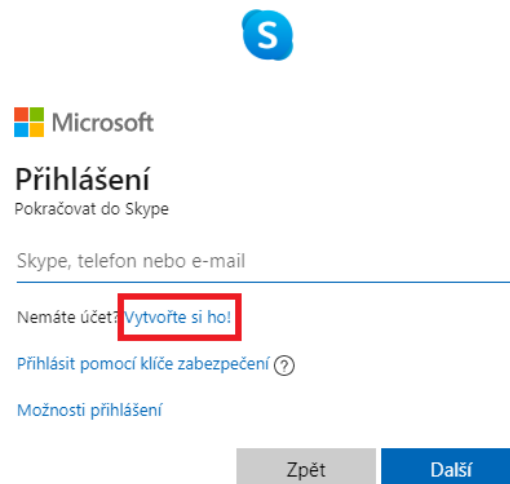 S
Microsoft
Přihlášení
Pokračovat do Skype
Skype, telefon nebo e-mail
Nemáte účet? Vytvořte si ho!
Přihlásit pomocí klíče zabezpečení ?
Možnosti přihlášení
Zpět Další